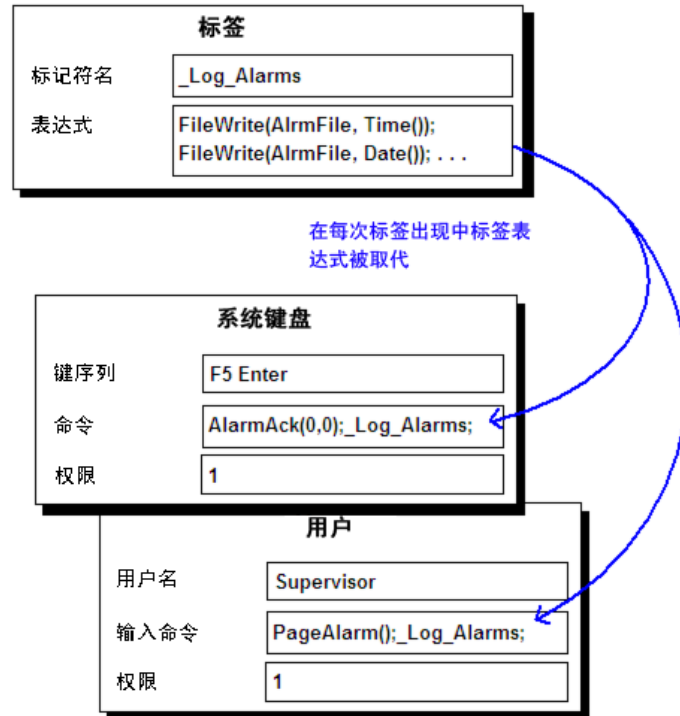 标签
标记符名 _Log_Alarms
表达式 FileWrite(AlrmFile, Time());
FileWrite(AlrmFile, Date()); . . .
在每次标签出现中标签表
达式被取代
系统键盘
键序列 F5 Enter
命令 AlarmAck(0,0);_Log_Alarms;
权限 1
用户
用户名 Supervisor
输入命令 PageAlarm();_Log_Alarms;
权限 1